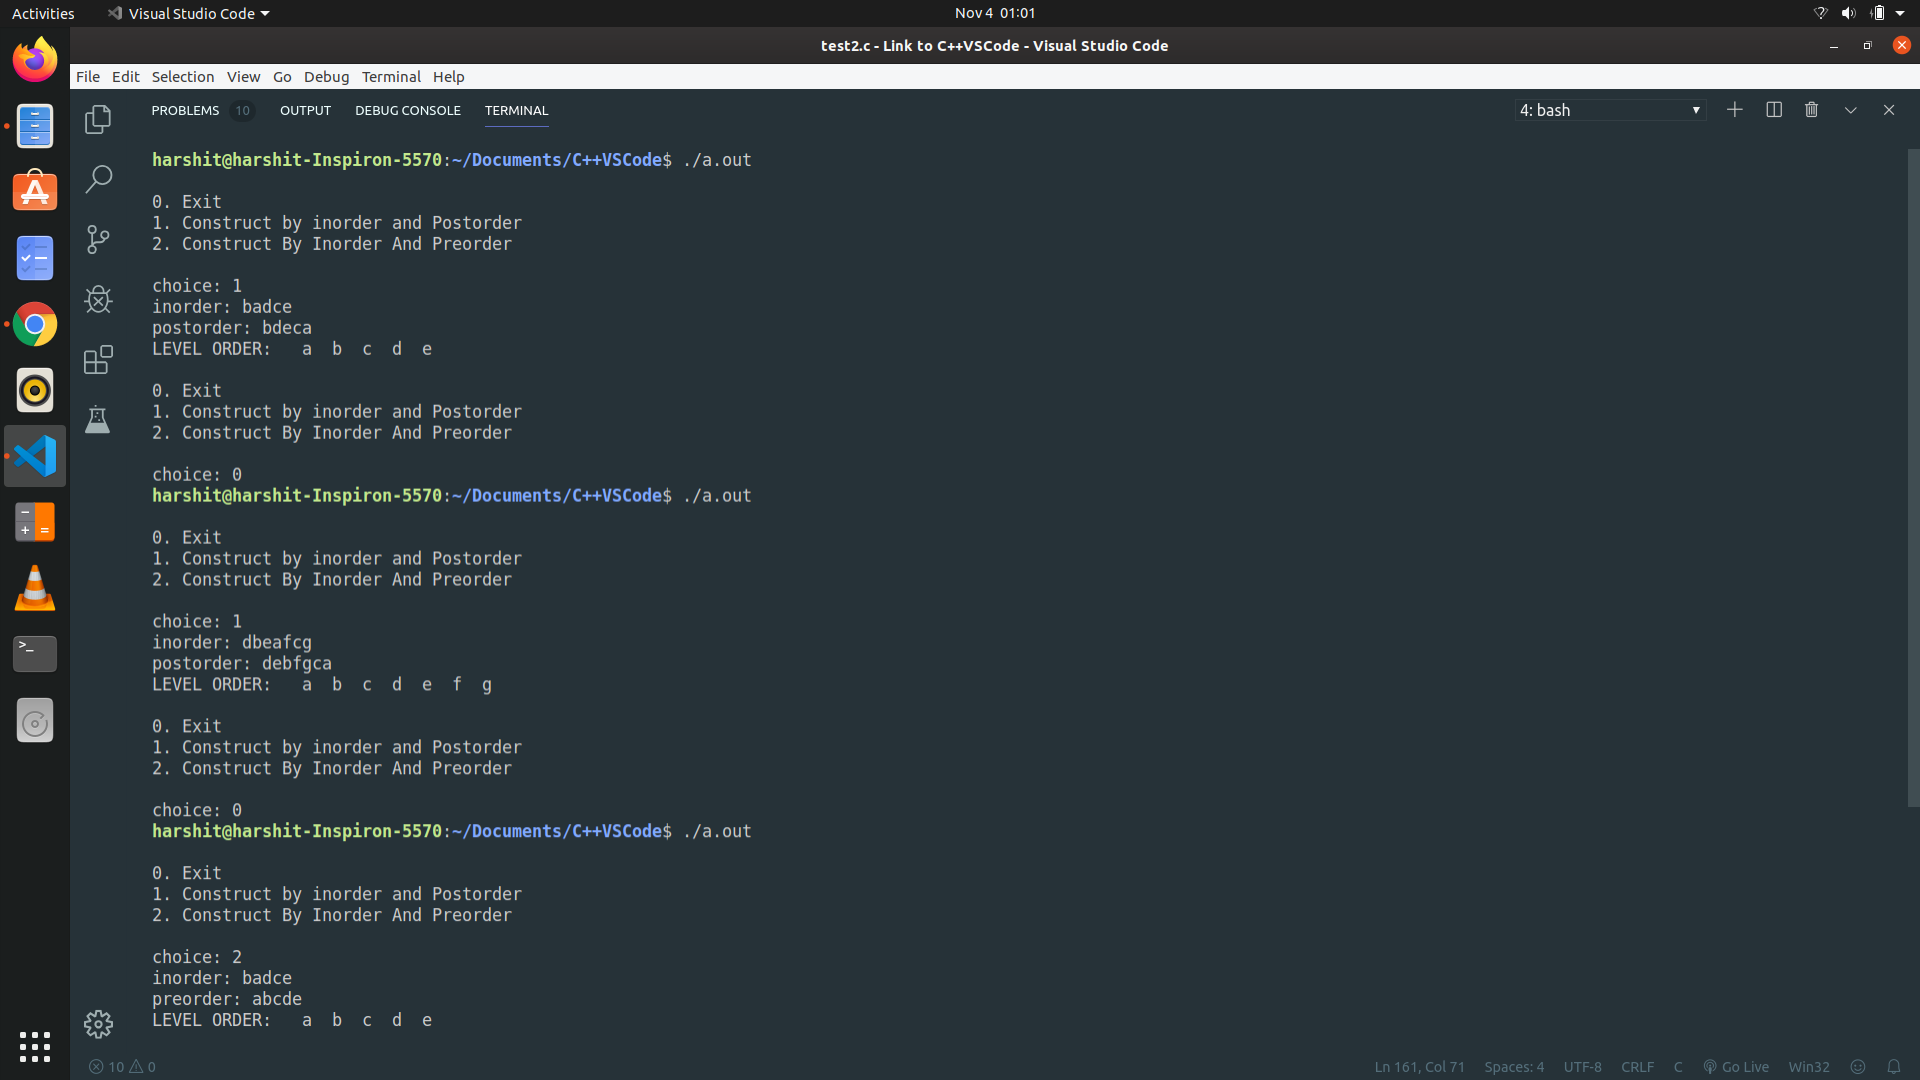 Activities Visual Studio Code Nov 4 01:01
test2.c - Link to C++VSCode - Visual Studio Code
File Edit Selection View Go Debug Terminal Help
PROBLEMS 10 OUTPUT DEBUG CONSOLE TERMINAL 4: bash
harshit@harshit-Inspiron-5570:~/Documents/C++VSCode$ ./a.out
0. Exit
1. Construct by inorder and Postorder
2. Construct By Inorder And Preorder
choice: 1
inorder: badce
postorder: bdeca
LEVEL ORDER: a b c d e
0. Exit
1. Construct by inorder and Postorder
2. Construct By Inorder And Preorder
choice: 0
harshit@harshit-Inspiron-5570:~/Documents/C++VSCode$ ./a.out
0. Exit
1. Construct by inorder and Postorder
2. Construct By Inorder And Preorder
choice: 1
inorder: dbeafcg
postorder: debfgca
LEVEL ORDER: a b c d e f g
0. Exit
1. Construct by inorder and Postorder
2. Construct By Inorder And Preorder
choice: 0
harshit@harshit-Inspiron-5570:~/Documents/C++VSCode$ ./a.out
0. Exit
1. Construct by inorder and Postorder
2. Construct By Inorder And Preorder
choice: 2
inorder: badce
preorder: abcde
LEVEL ORDER: a b c d e
10 0 Ln 161, Col 71 Spaces: 4 UTF-8 CRLF C Go Live Win32